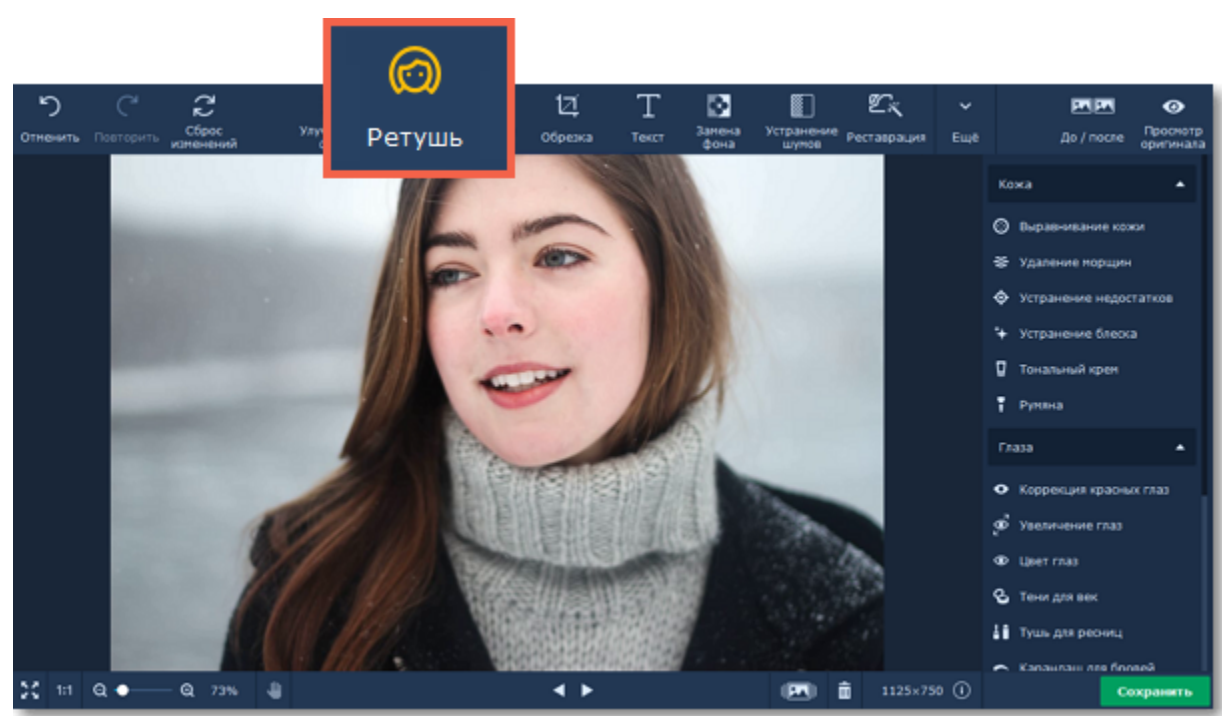 Ретушь
Отменить
Повторить
Сброс
изменений
Обрезка
Текст
Замена
фона
Устранение
шумов
Реставрация
Ещё
До / после
Просмотр
оригинала
Кожа
Выравнивание кожи
Удаление морщин
Устранение недостатков
Устранение блеска
Тональный крем
Румяна
Глаза
Коррекция красных глаз
Увеличение глаз
Цвет глаз
Тени для век
Тушь для ресниц
Карандаш для бровей
1:1
73%
1125×750
Сохранить